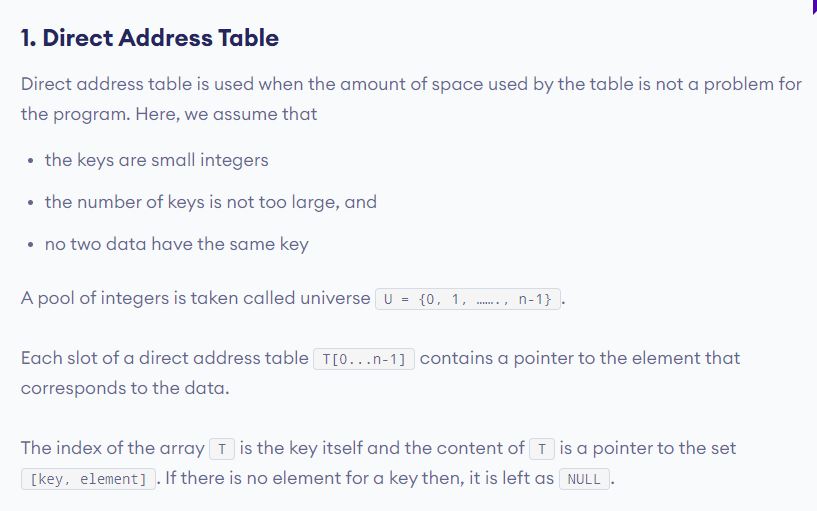 1. Direct Address Table
Direct address table is used when the amount of space used by the table is not a problem for
the program. Here, we assume that
• the keys are small integers
• the number of keys is not too large, and
• no two data have the same key
A pool of integers is taken called universe U = {0, 1, ……., n-1}.
Each slot of a direct address table T[0...n-1] contains a pointer to the element that
corresponds to the data.
The index of the array T is the key itself and the content of T is a pointer to the set
[key, element]. If there is no element for a key then, it is left as NULL.